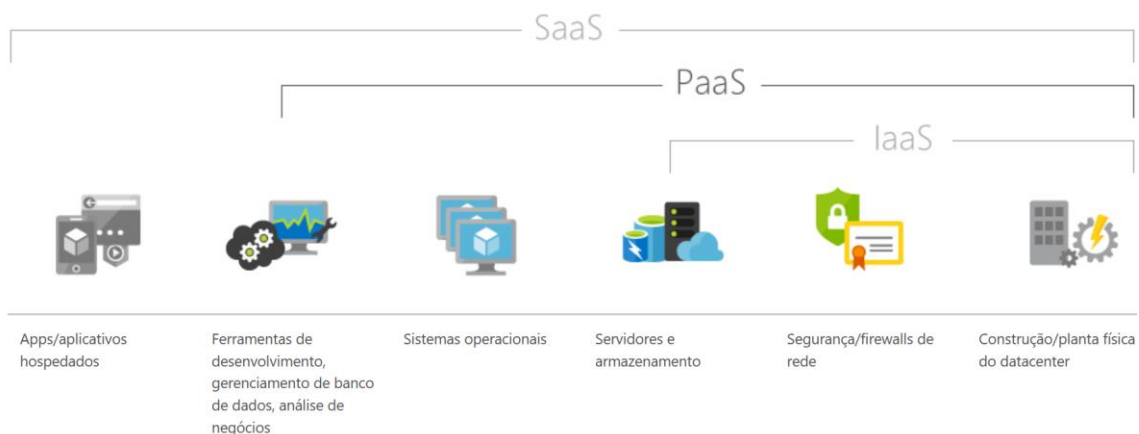 SaaS
PaaS
IaaS
Apps/aplicativos
hospedados
Ferramentas de
desenvolvimento,
gerenciamento de banco
de dados, análise de
negócios
Sistemas operacionais
Servidores e
armazenamento
Segurança/firewalls de
rede
Construção/planta física
do datacenter